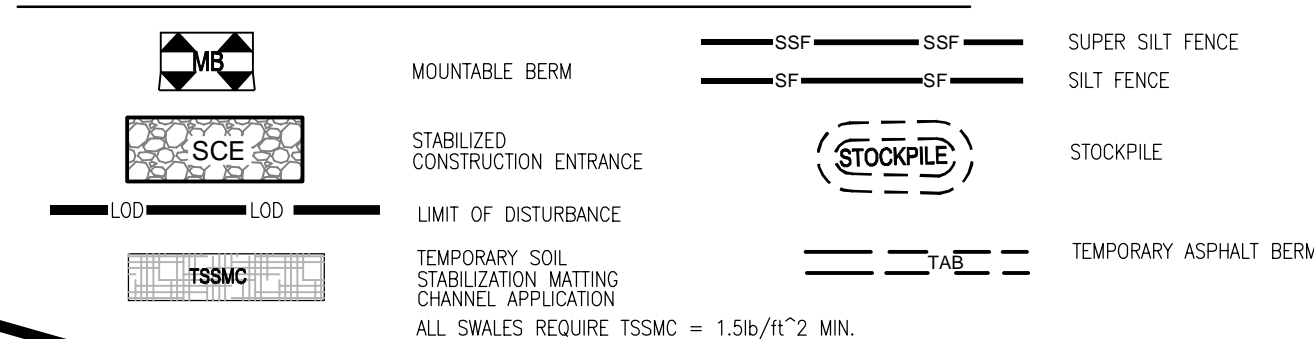 MB
MOUNTABLE BERM
SCE
STABILIZED
CONSTRUCTION ENTRANCE
LOD LOD
LIMIT OF DISTURBANCE
TSSMC
TEMPORARY SOIL
STABILIZATION MATTING
CHANNEL APPLICATION
ALL SWALES REQUIRE TSSMC = 1.5lb/ft^2 MIN.
SSF SSF
SUPER SILT FENCE
SF SF
SILT FENCE
STOCKPILE
STOCKPILE
TAB
TEMPORARY ASPHALT BERM